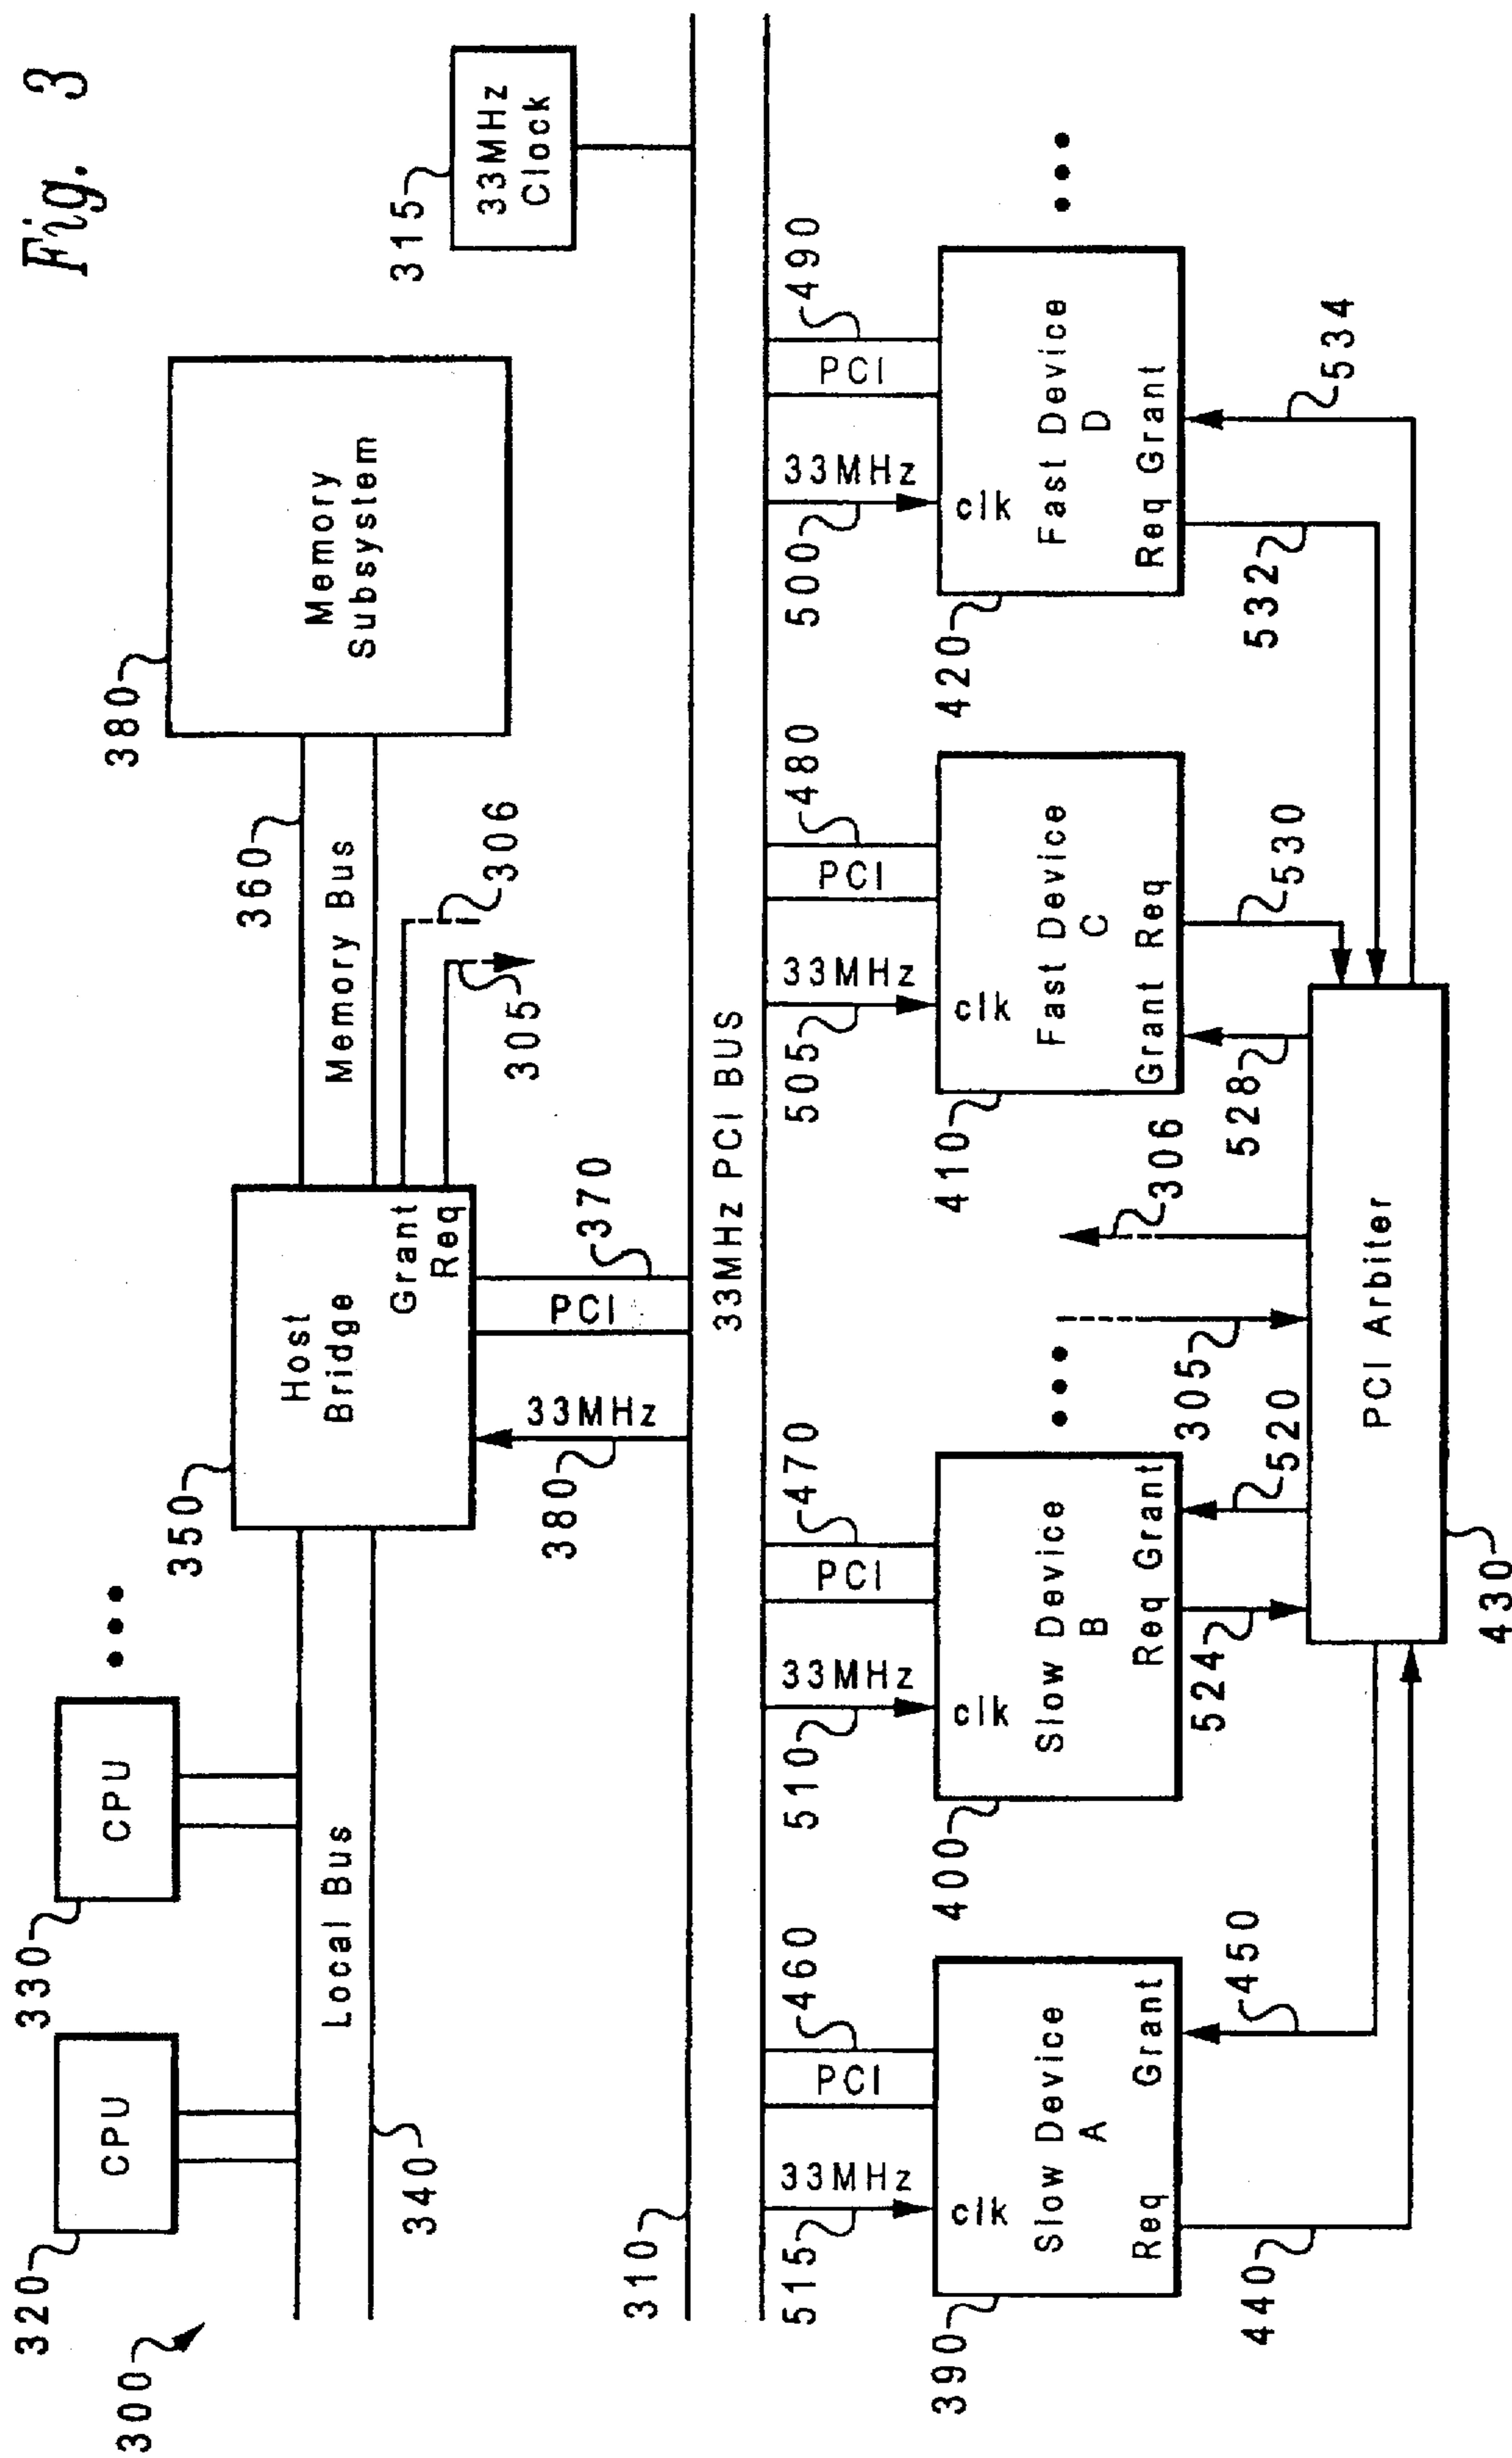 Fig. 3
300
320
CPU
330
CPU
340
Local Bus
350
Host
Bridge
Grant
Req
360
Memory Bus
306
305
380
Memory
Subsystem
315
33MHz
Clock
380
33MHz
PCI
370
310
33MHz PCI BUS
515
33MHz
PCI
460
510
33MHz
PCI
470
505
33MHz
PCI
480
500
33MHz
PCI
490
390
clk
Slow Device
A
Req
Grant
400
clk
Slow Device
B
Req Grant
410
clk
Fast Device
C
Grant Req
420
clk
Fast Device
D
Req Grant
440
450
524
520
305
306
528
530
532
534
PCI Arbiter
430